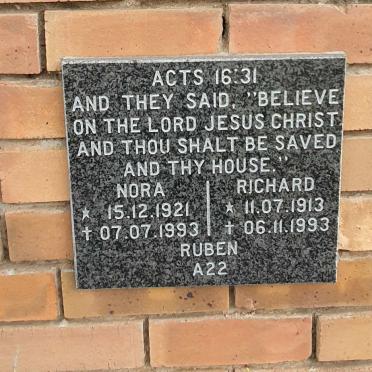 ACTS 16:31
AND THEY SAID, "BELIEVE
ON THE LORD JESUS CHRIST
AND THOU SHALT BE SAVED
AND THY HOUSE."
NORA | RICHARD
* 15.12.1921 | * 11.07.1913
† 07.07.1993 | † 06.11.1993
RUBEN
A22